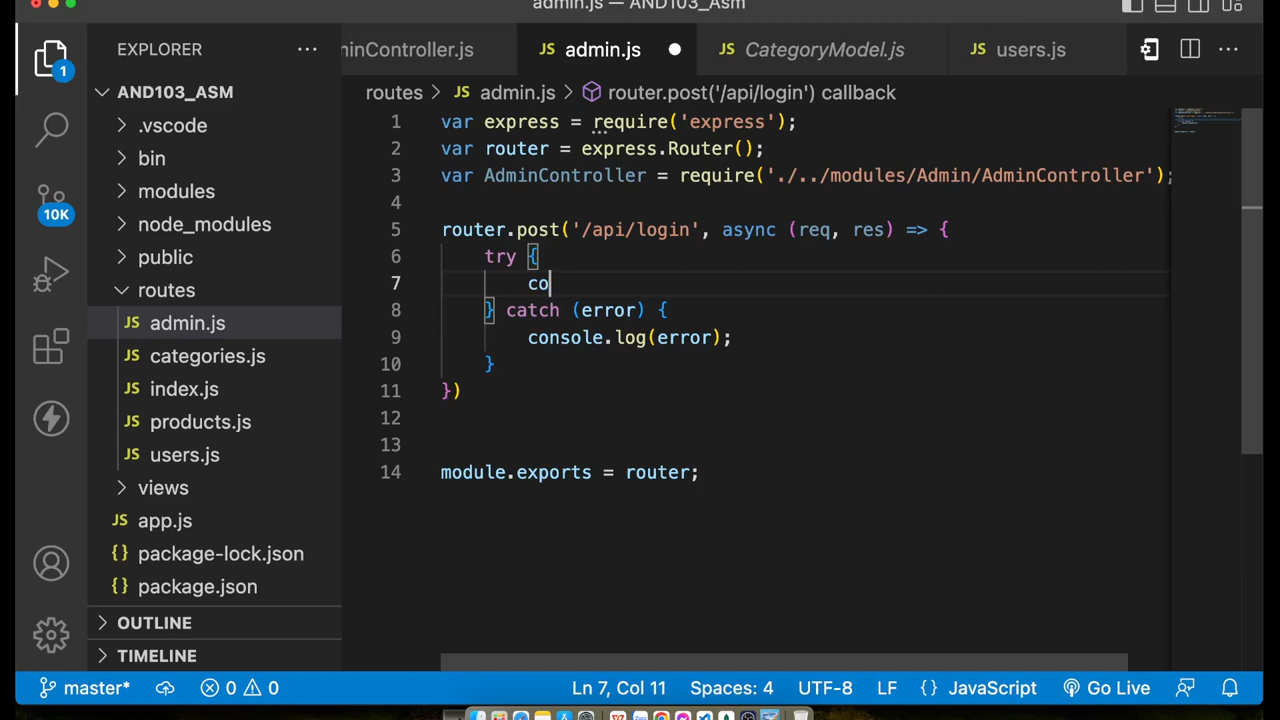 admin.js — AND103_Asm
EXPLORER
ninController.js
admin.js
CategoryModel.js
users.js
AND103_ASM
.vscode
bin
modules
node_modules
public
routes
admin.js
categories.js
index.js
products.js
users.js
views
app.js
package-lock.json
package.json
OUTLINE
TIMELINE
1
10K
routes > JS admin.js > router.post('/api/login') callback
1 var express = require('express');
2 var router = express.Router();
3 var AdminController = require('./../modules/Admin/AdminController');
4
5 router.post('/api/login', async (req, res) => {
6 try {
7 co
8 } catch (error) {
9 console.log(error);
10 }
11 })
12
13
14 module.exports = router;
master* 0 0 Ln 7, Col 11 Spaces: 4 UTF-8 LF {} JavaScript Go Live